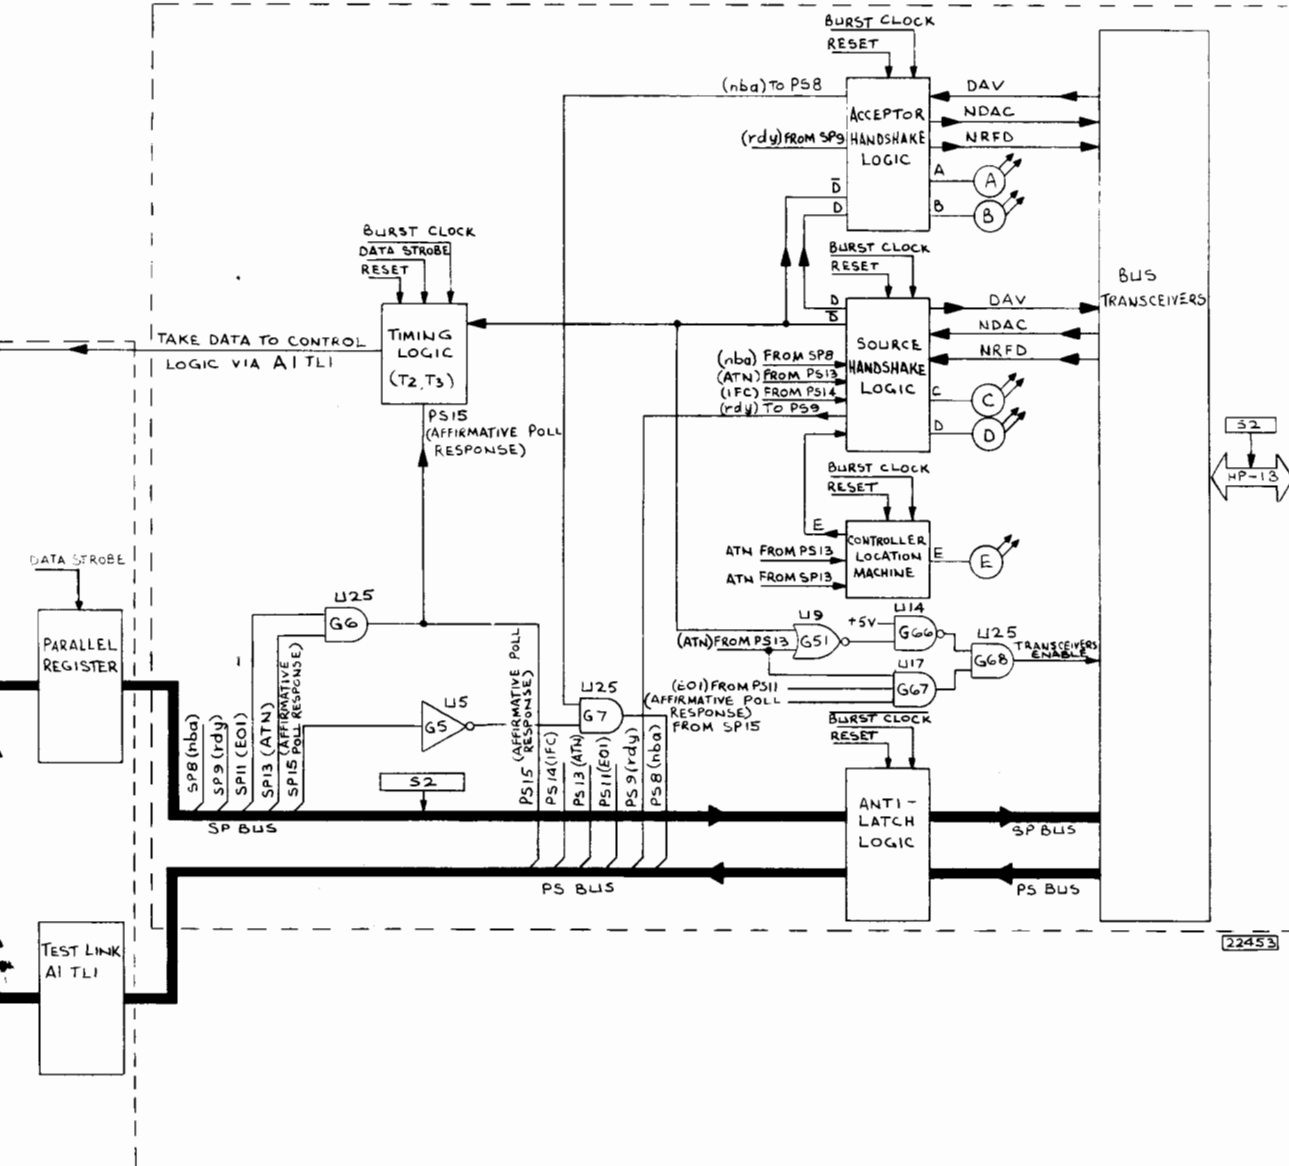 BURST CLOCK
RESET
(nba) TO PS8
DAV
ACCEPTOR
HANDSHAKE
LOGIC
NDAC
(rdy) FROM SP9
NRFD
A
A
D̅
D
B
B
BURST CLOCK
DATA STROBE
RESET
BURST CLOCK
RESET
BUS
TRANSCEIVERS
D
D̅
DAV
TIMING
LOGIC
(T2, T3)
TAKE DATA TO CONTROL
LOGIC VIA A1 TL1
SOURCE
HANDSHAKE
LOGIC
NDAC
NRFD
(nba) FROM SP8
(ATN) FROM PS13
(IFC) FROM PS14
(rdy) TO PS9
C
C
D
D
PS15
(AFFIRMATIVE POLL
RESPONSE)
S2
HP-13
BURST CLOCK
RESET
E
CONTROLLER
LOCATION
MACHINE
ATN FROM PS13
ATN FROM SP13
E
E
DATA STROBE
PARALLEL
REGISTER
U25
G6
U9
G51
U14
+5V
G66
U25
G68
TRANSCEIVERS
ENABLE
(ATN) FROM PS13
U17
G67
(EOI) FROM PS11
(AFFIRMATIVE POLL
RESPONSE)
FROM SP15
U5
G5
U25
G7
SP8 (nba)
SP9 (rdy)
SP11 (EOI)
SP13 (ATN)
SP15 (AFFIRMATIVE
POLL RESPONSE)
PS15 (AFFIRMATIVE POLL
RESPONSE)
PS14 (IFC)
PS13 (ATN)
PS11 (EOI)
PS9 (rdy)
PS8 (nba)
S2
BURST CLOCK
RESET
ANTI-
LATCH
LOGIC
SP BUS
SP BUS
PS BUS
PS BUS
TEST LINK
A1 TL1
22453